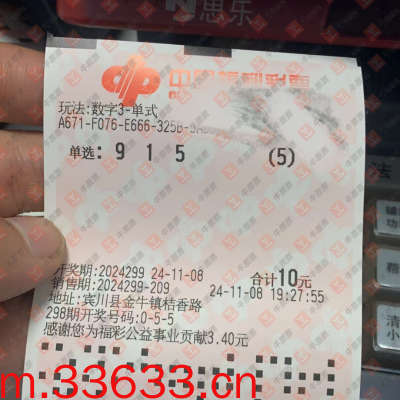 思乐
中国福利彩票
玩法:数字3-单式
A671-F076-E666-325B-
单选: 9 1 5 (5)
法
开奖期:2024299 24-11-08 合计10元
销售期:2024299-209 24-11-08 19:27:55
地址:宾川县金牛镇桔香路
298期开奖号码:0-5-5
感谢您为福彩公益事业贡献3.40元
清
小
m.33633.cn